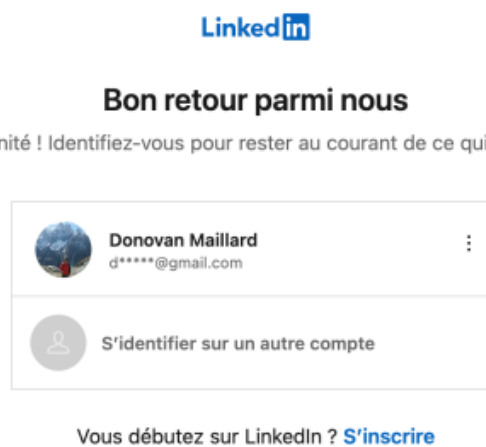 LinkedIn
Bon retour parmi nous
! Identifiez-vous pour rester au courant de ce qui
Donovan Maillard
d*****@gmail.com
S'identifier sur un autre compte
Vous débutez sur LinkedIn ? S'inscrire